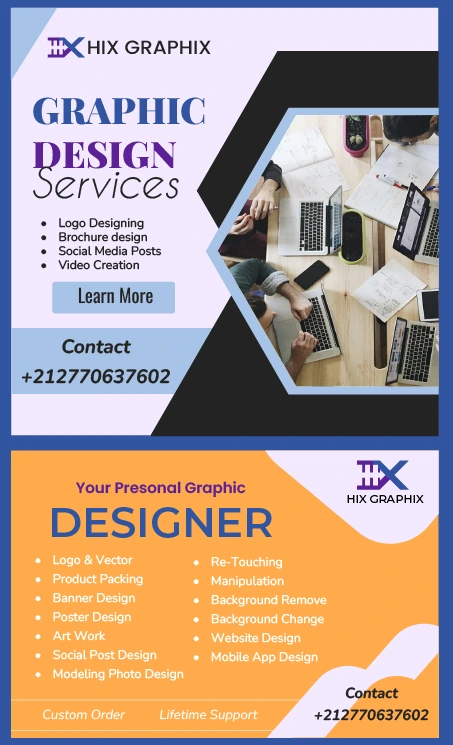 HIX GRAPHIX
GRAPHIC
DESIGN
Services
• Logo Designing
• Brochure design
• Social Media Posts
• Video Creation
Learn More
Contact
+212770637602
HIX GRAPHIX
Your Presonal Graphic
DESIGNER
• Logo & Vector
• Product Packing
• Banner Design
• Poster Design
• Art Work
• Social Post Design
• Modeling Photo Design
• Re-Touching
• Manipulation
• Background Remove
• Background Change
• Website Design
• Mobile App Design
Custom Order
Lifetime Support
Contact
+212770637602